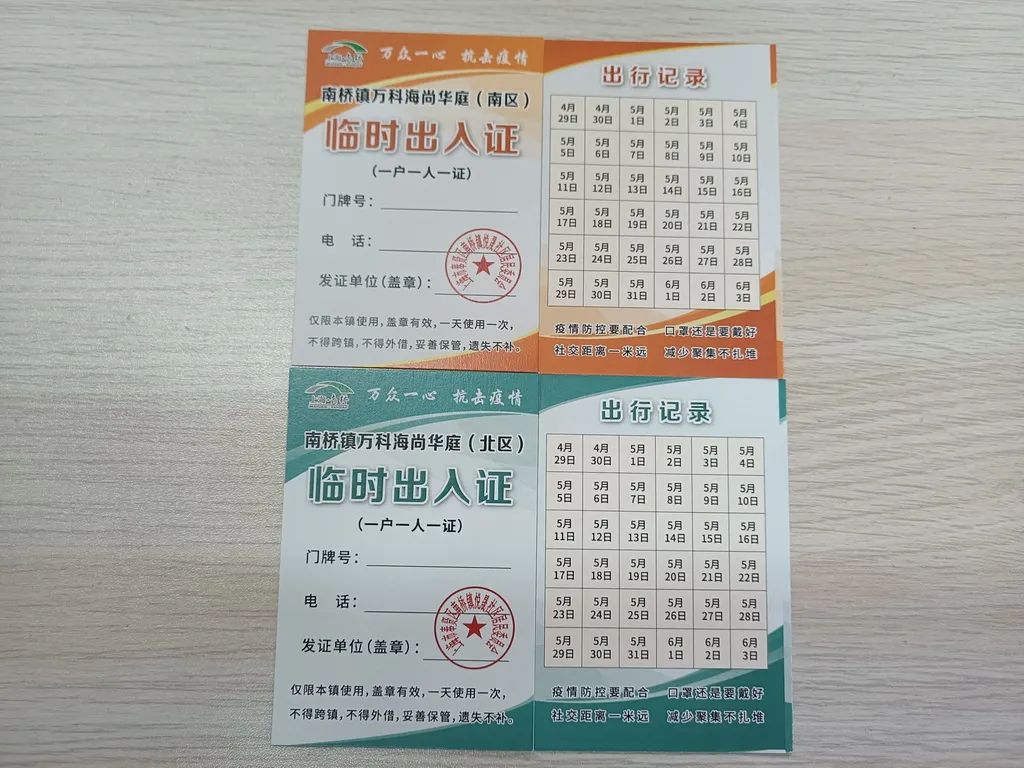 万众一心 抗击疫情
南桥镇万科海尚华庭（南区）
临时出入证
（一户一人一证）
门牌号：
电 话：
发证单位（盖章）：
仅限本镇使用，盖章有效，一天使用一次，
不得跨镇，不得外借，妥善保管，遗失不补。
出行记录
4月29日 4月30日 5月1日 5月2日 5月3日 5月4日
5月5日 5月6日 5月7日 5月8日 5月9日 5月10日
5月11日 5月12日 5月13日 5月14日 5月15日 5月16日
5月17日 5月18日 5月19日 5月20日 5月21日 5月22日
5月23日 5月24日 5月25日 5月26日 5月27日 5月28日
5月29日 5月30日 5月31日 6月1日 6月2日 6月3日
疫情防控要配合 口罩还是要戴好
社交距离一米远 减少聚集不扎堆
万众一心 抗击疫情
南桥镇万科海尚华庭（北区）
临时出入证
（一户一人一证）
门牌号：
电 话：
发证单位（盖章）：
仅限本镇使用，盖章有效，一天使用一次，
不得跨镇，不得外借，妥善保管，遗失不补。
出行记录
4月29日 4月30日 5月1日 5月2日 5月3日 5月4日
5月5日 5月6日 5月7日 5月8日 5月9日 5月10日
5月11日 5月12日 5月13日 5月14日 5月15日 5月16日
5月17日 5月18日 5月19日 5月20日 5月21日 5月22日
5月23日 5月24日 5月25日 5月26日 5月27日 5月28日
5月29日 5月30日 5月31日 6月1日 6月2日 6月3日
疫情防控要配合 口罩还是要戴好
社交距离一米远 减少聚集不扎堆